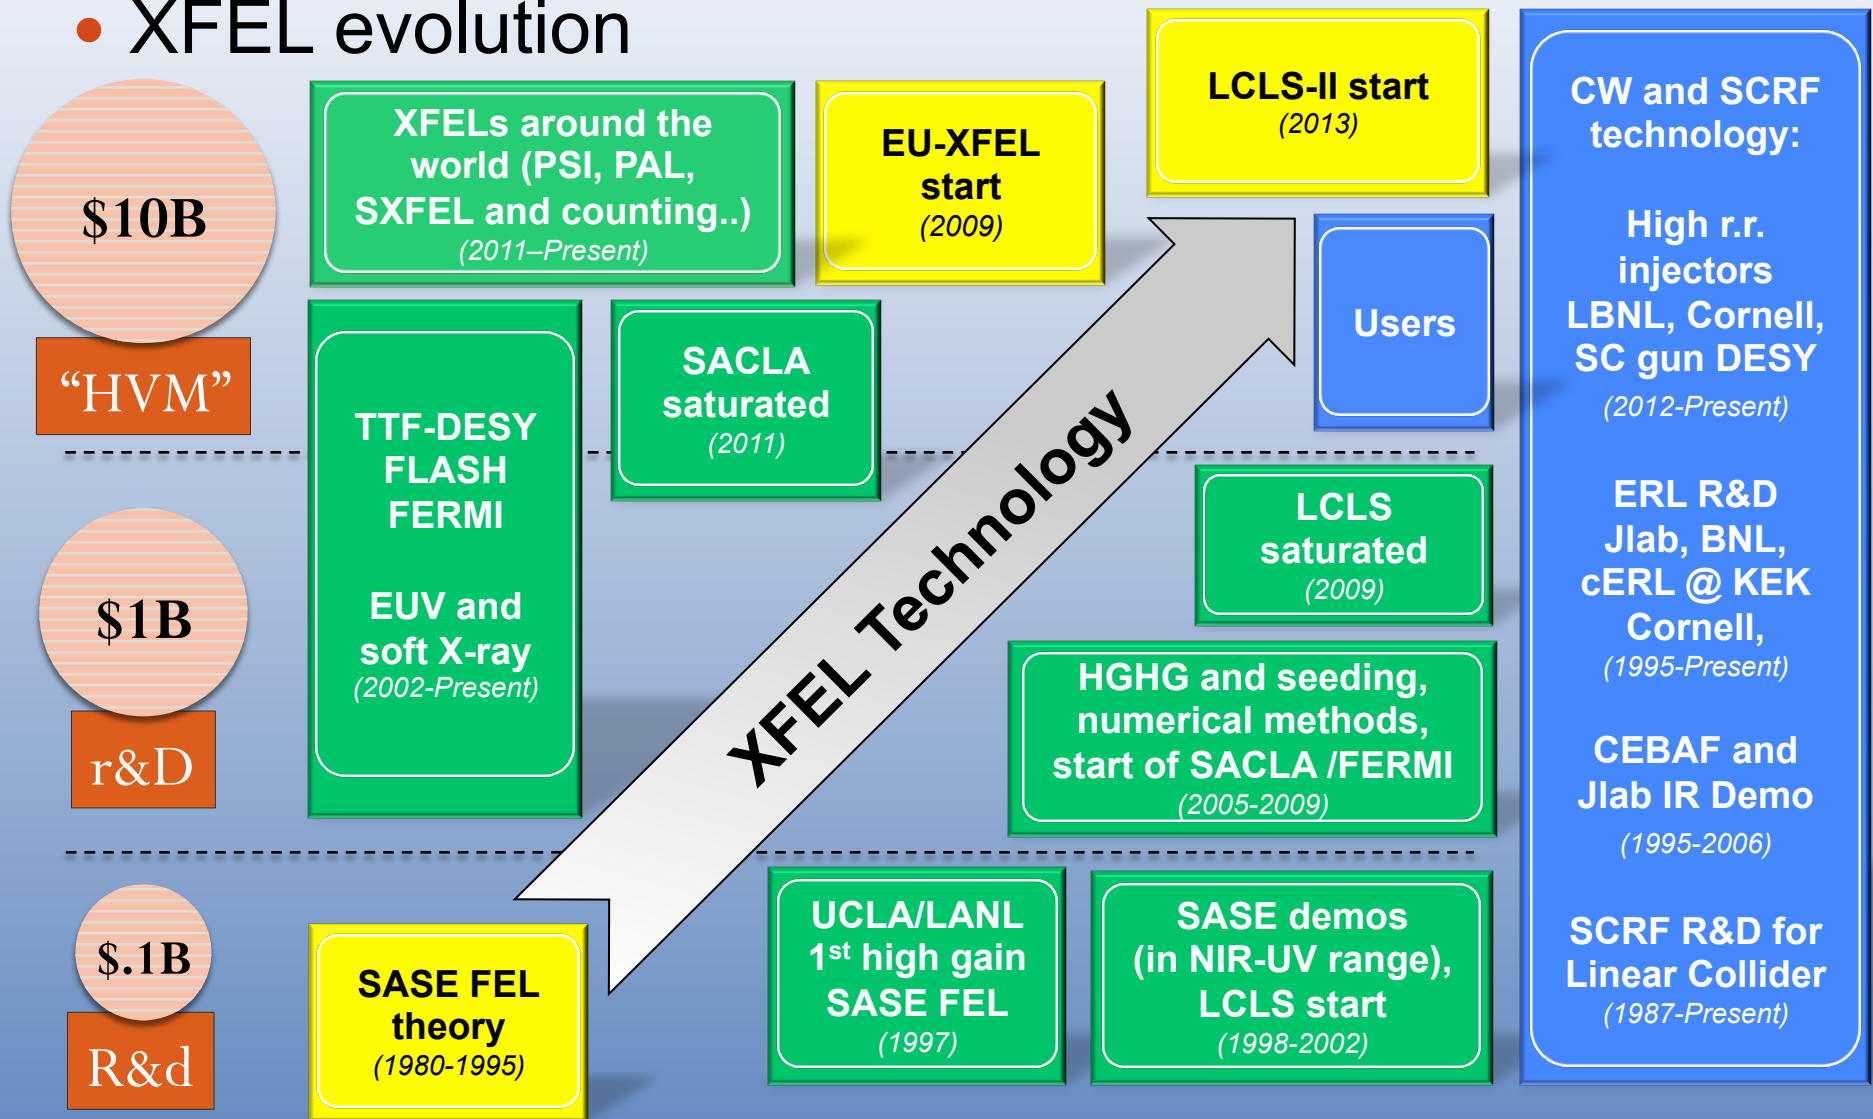 • XFEL evolution
$10B
"HVM"
$1B
r&D
$.1B
R&d
XFELs around the
world (PSI, PAL,
SXFEL and counting..)
(2011–Present)
EU-XFEL
start
(2009)
LCLS-II start
(2013)
Users
TTF-DESY
FLASH
FERMI
EUV and
soft X-ray
(2002-Present)
SACLA
saturated
(2011)
XFEL Technology
LCLS
saturated
(2009)
HGHG and seeding,
numerical methods,
start of SACLA /FERMI
(2005-2009)
SASE FEL
theory
(1980-1995)
UCLA/LANL
1st high gain
SASE FEL
(1997)
SASE demos
(in NIR-UV range),
LCLS start
(1998-2002)
CW and SCRF
technology:
High r.r.
injectors
LBNL, Cornell,
SC gun DESY
(2012-Present)
ERL R&D
Jlab, BNL,
cERL @ KEK
Cornell,
(1995-Present)
CEBAF and
Jlab IR Demo
(1995-2006)
SCRF R&D for
Linear Collider
(1987-Present)